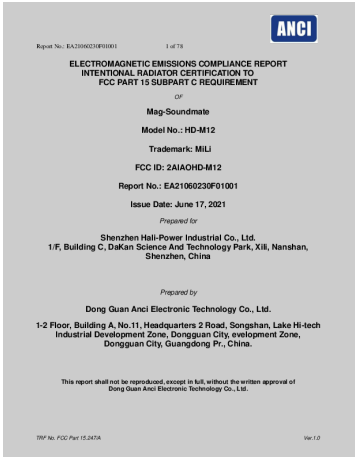 ANCI
Report No.: EA21060230F01001 1 of 78
ELECTROMAGNETIC EMISSIONS COMPLIANCE REPORT
INTENTIONAL RADIATOR CERTIFICATION TO
FCC PART 15 SUBPART C REQUIREMENT
OF
Mag-Soundmate
Model No.: HD-M12
Trademark: MiLi
FCC ID: 2AIAOHD-M12
Report No.: EA21060230F01001
Issue Date: June 17, 2021
Prepared for
Shenzhen Hali-Power Industrial Co., Ltd.
1/F, Building C, DaKan Science And Technology Park, Xili, Nanshan,
Shenzhen, China
Prepared by
Dong Guan Anci Electronic Technology Co., Ltd.
1-2 Floor, Building A, No.11, Headquarters 2 Road, Songshan, Lake Hi-tech
Industrial Development Zone, Dongguan City, evelopment Zone,
Dongguan City, Guangdong Pr., China.
This report shall not be reproduced, except in full, without the written approval of
Dong Guan Anci Electronic Technology Co., Ltd.
TRF No. FCC Part 15.247/A Ver.1.0